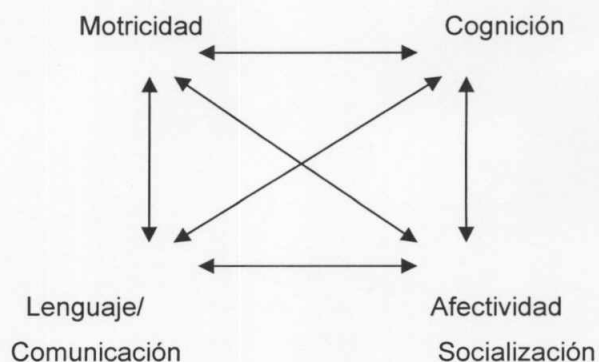 Motricidad Cognición
Lenguaje/ Afectividad
Comunicación Socialización